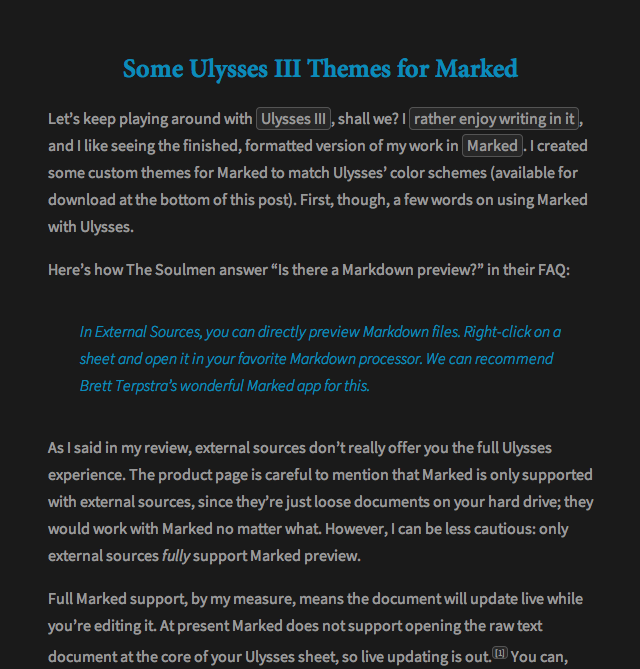 Some Ulysses III Themes for Marked
Let’s keep playing around with Ulysses III, shall we? I rather enjoy writing in it,
and I like seeing the finished, formatted version of my work in Marked. I created
some custom themes for Marked to match Ulysses’ color schemes (available for
download at the bottom of this post). First, though, a few words on using Marked
with Ulysses.
Here’s how The Soulmen answer “Is there a Markdown preview?” in their FAQ:
In External Sources, you can directly preview Markdown files. Right-click on a
sheet and open it in your favorite Markdown processor. We can recommend
Brett Terpstra’s wonderful Marked app for this.
As I said in my review, external sources don’t really offer you the full Ulysses
experience. The product page is careful to mention that Marked is only supported
with external sources, since they’re just loose documents on your hard drive; they
would work with Marked no matter what. However, I can be less cautious: only
external sources fully support Marked preview.
Full Marked support, by my measure, means the document will update live while
you’re editing it. At present Marked does not support opening the raw text
document at the core of your Ulysses sheet, so live updating is out.[1] You can,